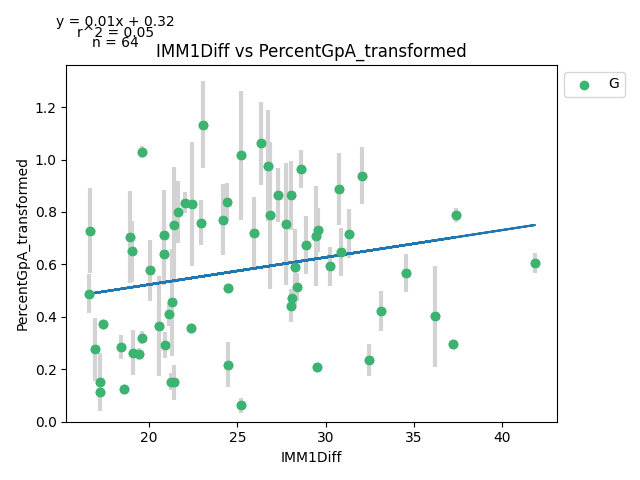 y = 0.01x + 0.32
r^2 = 0.05
n = 64
IMM1Diff vs PercentGpA_transformed
G
1.2
1.0
0.8
0.6
0.4
0.2
0.0
PercentGpA_transformed
20 25 30 35 40
IMM1Diff